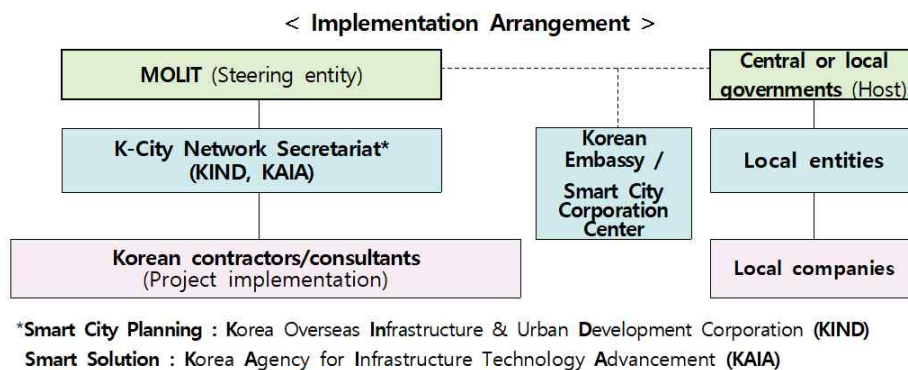 < Implementation Arrangement >
MOLIT (Steering entity)
Central or local
governments (Host)
K-City Network Secretariat*
(KIND, KAIA)
Korean
Embassy /
Smart City
Corporation
Center
Local entities
Korean contractors/consultants
(Project implementation)
Local companies
*Smart City Planning : Korea Overseas Infrastructure & Urban Development Corporation (KIND)
Smart Solution : Korea Agency for Infrastructure Technology Advancement (KAIA)